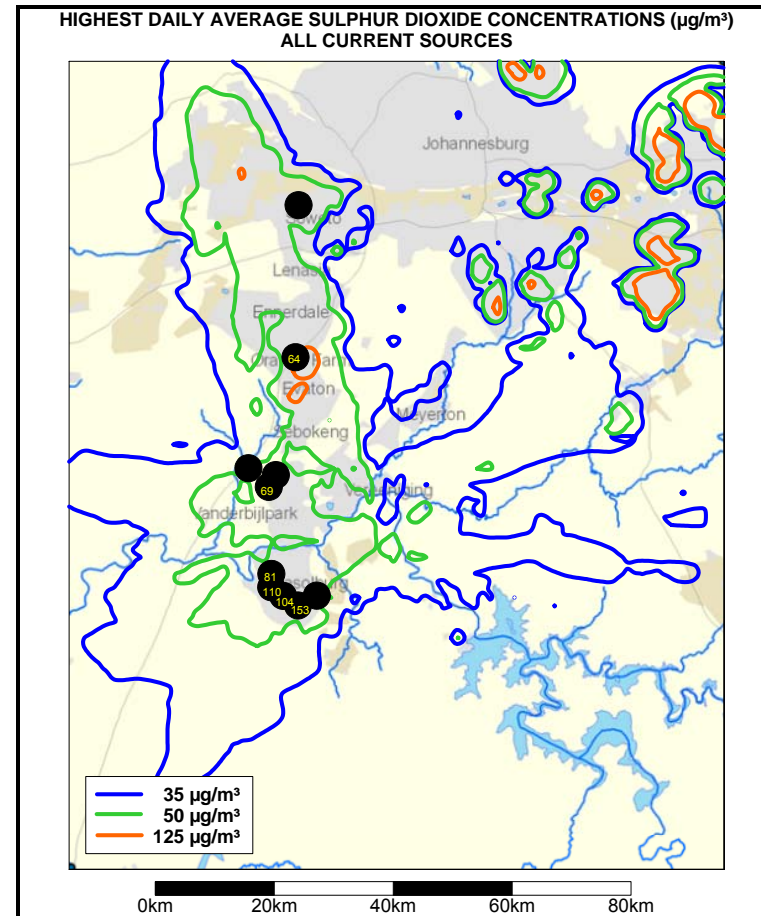 HIGHEST DAILY AVERAGE SULPHUR DIOXIDE CONCENTRATIONS (µg/m³)
ALL CURRENT SOURCES
Johannesburg
Soweto
Lenasia
Ennerdale
64
Evaton
Meyerton
Sebokeng
69
Vereeniging
Vanderbijlpark
81
110
104
153
35 µg/m³
50 µg/m³
125 µg/m³
0km 20km 40km 60km 80km